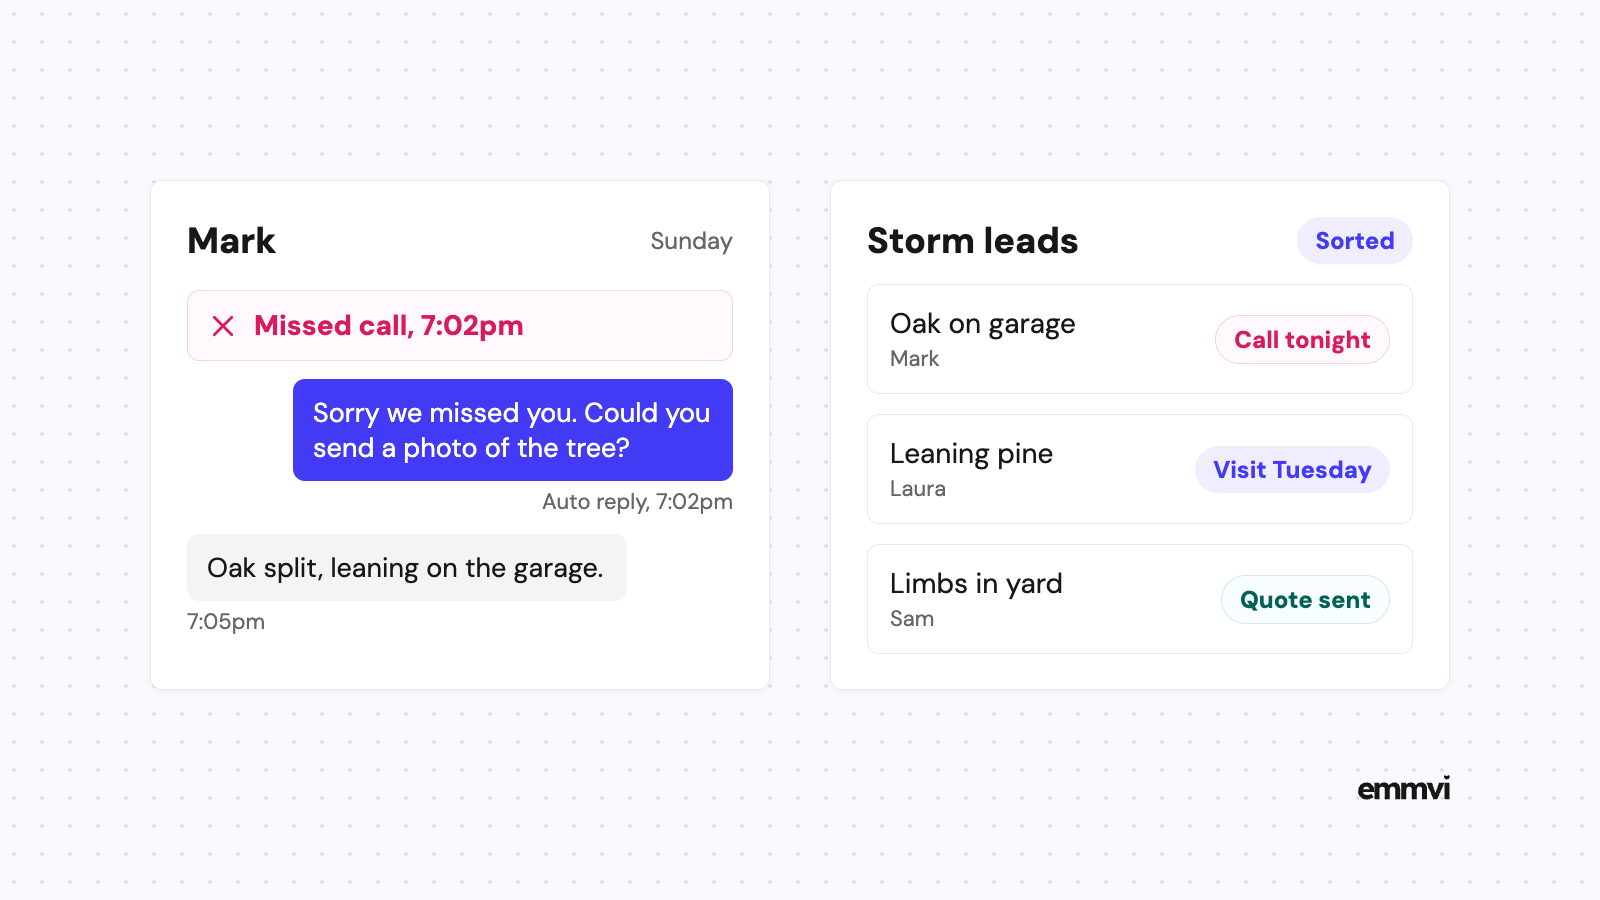 Mark
Sunday
Missed call, 7:02pm
Sorry we missed you. Could you
send a photo of the tree?
Auto reply, 7:02pm
Oak split, leaning on the garage.
7:05pm
Storm leads
Sorted
Oak on garage
Mark
Call tonight
Leaning pine
Laura
Visit Tuesday
Limbs in yard
Sam
Quote sent
emmvi